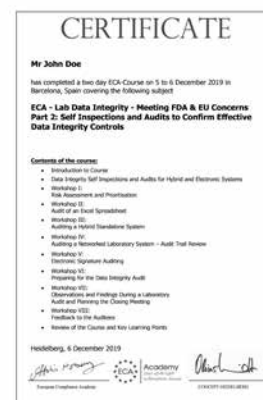 CERTIFICATE
Mr John Doe
has completed a two day ECA-Course on 5 to 6 December 2019 in
Barcelona, Spain covering the following subject
ECA - Lab Data Integrity - Meeting FDA & EU Concerns
Part 2: Self Inspections and Audits to Confirm Effective
Data Integrity Controls
Contents of the course:
• Introduction to Course
• Data Integrity Self Inspections and Audits for Hybrid and Electronic Systems
• Workshop I:
Risk Assessment and Prioritisation
• Workshop II:
Audit of an Excel Spreadsheet
• Workshop III:
Auditing a Hybrid Standalone System
• Workshop IV:
Auditing a Networked Laboratory System – Audit Trail Review
• Workshop V:
Electronic Signature Auditing
• Workshop VI:
Preparing for the Data Integrity Audit
• Workshop VII:
Observations and Findings During a Laboratory
Audit and Planning the Closing Meeting
• Workshop VIII:
Feedback to the Auditees
• Review of the Course and Key Learning Points
Heidelberg, 6 December 2019
ECA Academy
European Compliance Academy
CONCEPT HEIDELBERG